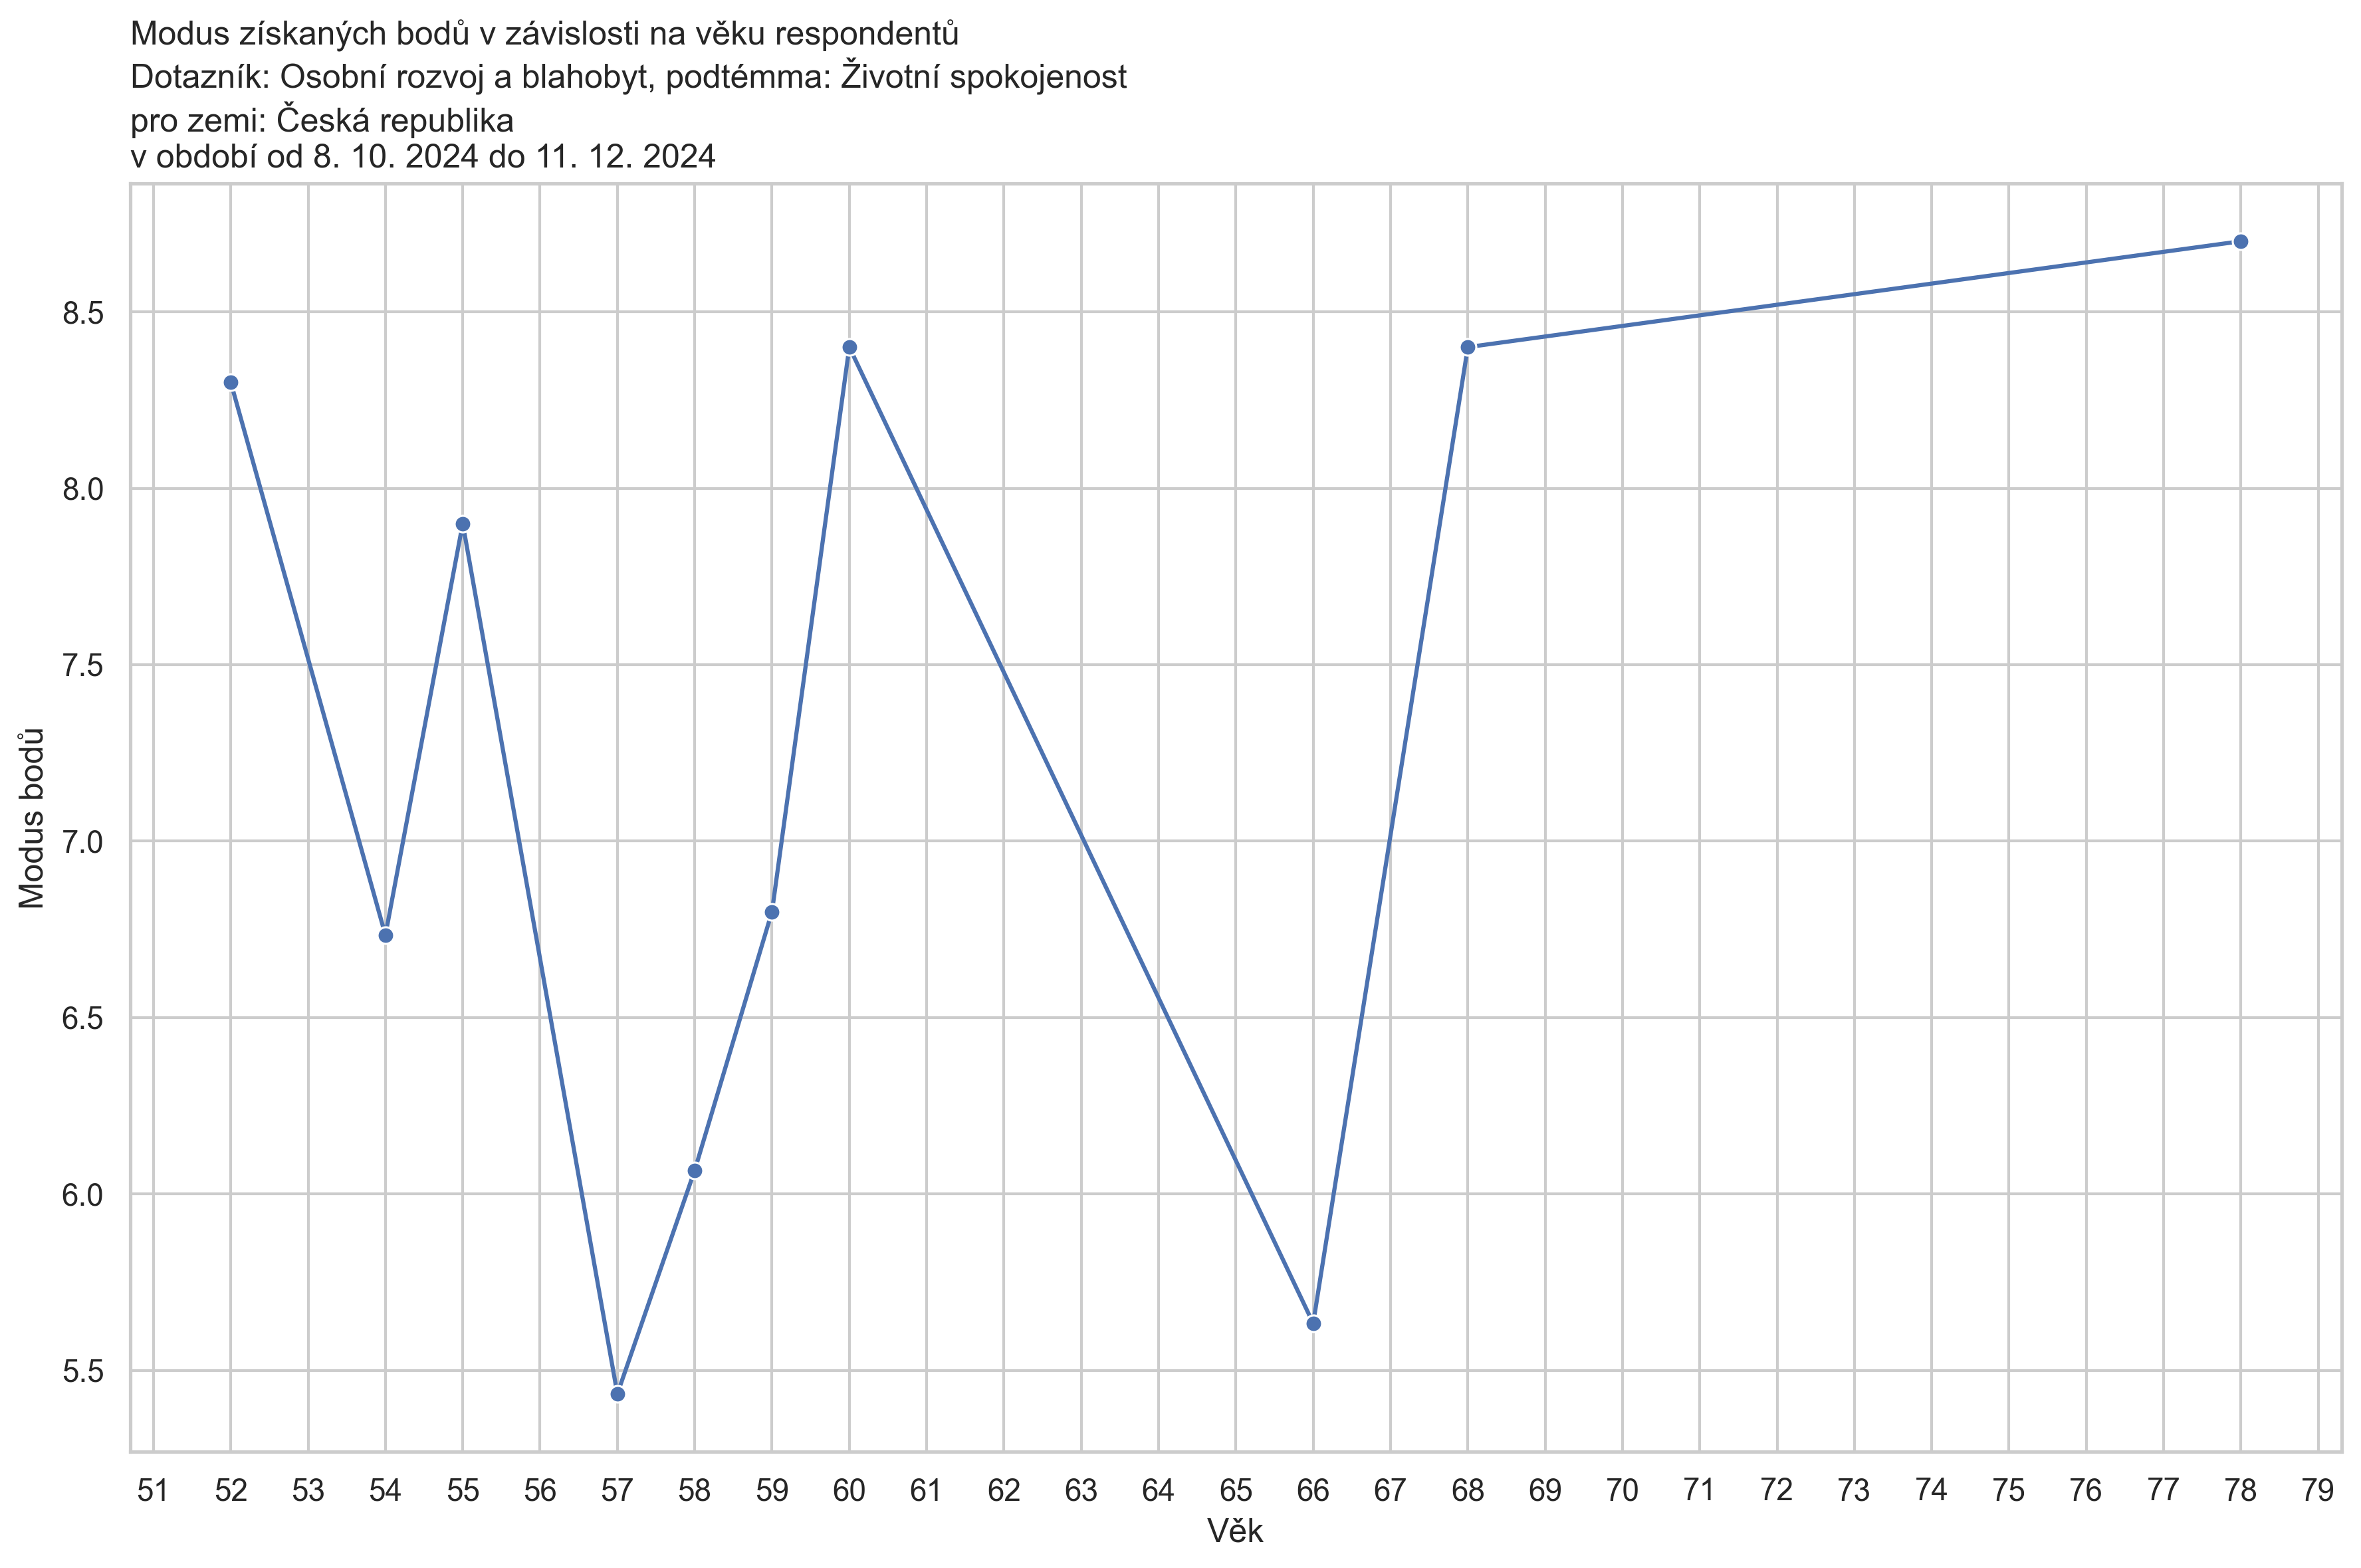 Modus získaných bodů v závislosti na věku respondentů
Dotazník: Osobní rozvoj a blahobyt, podtémma: Životní spokojenost
pro zemi: Česká republika
v období od 8. 10. 2024 do 11. 12. 2024
8.5
8.0
7.5
7.0
6.5
6.0
5.5
Modus bodů
51 52 53 54 55 56 57 58 59 60 61 62 63 64 65 66 67 68 69 70 71 72 73 74 75 76 77 78 79
Věk